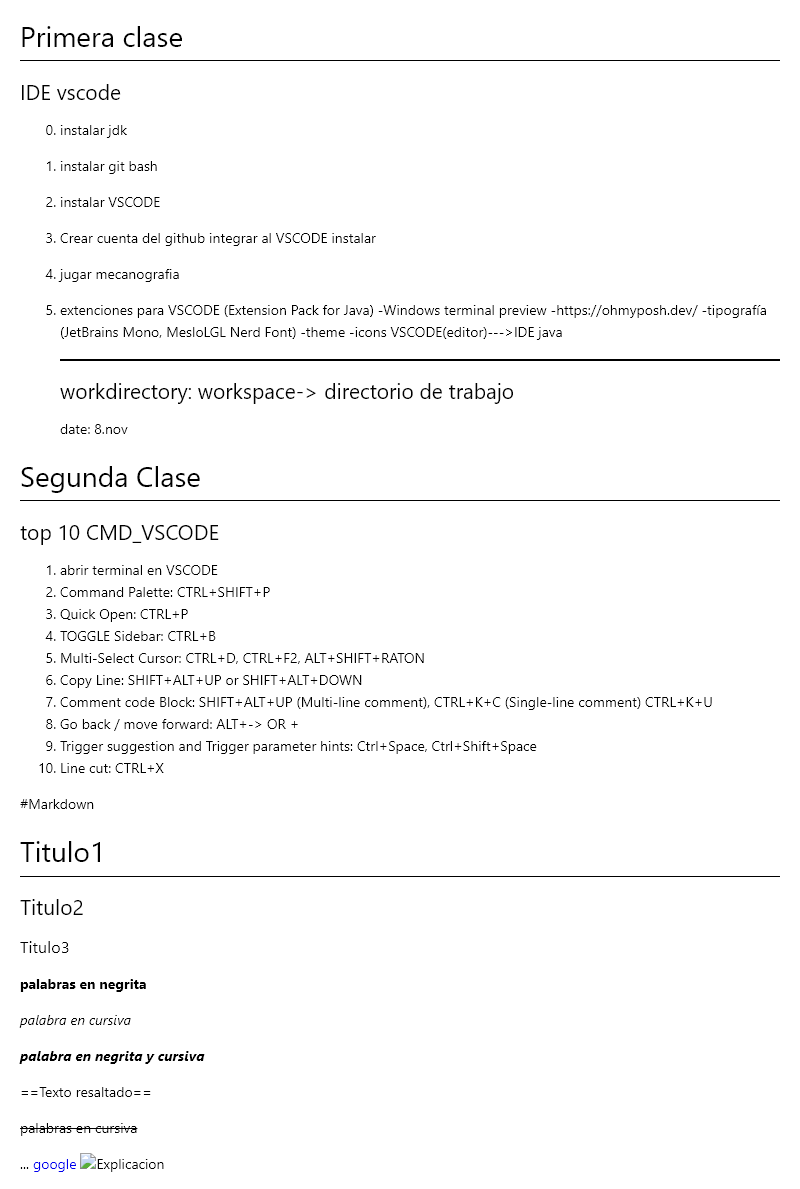 Primera clase
IDE vscode
0. instalar jdk
1. instalar git bash
2. instalar VSCODE
3. Crear cuenta del github integrar al VSCODE instalar
4. jugar mecanografia
5. extenciones para VSCODE (Extension Pack for Java) -Windows terminal preview -https://ohmyposh.dev/ -tipografía
(JetBrains Mono, MesloLGL Nerd Font) -theme -icons VSCODE(editor)--->IDE java
workdirectory: workspace-> directorio de trabajo
date: 8.nov
Segunda Clase
top 10 CMD_VSCODE
1. abrir terminal en VSCODE
2. Command Palette: CTRL+SHIFT+P
3. Quick Open: CTRL+P
4. TOGGLE Sidebar: CTRL+B
5. Multi-Select Cursor: CTRL+D, CTRL+F2, ALT+SHIFT+RATON
6. Copy Line: SHIFT+ALT+UP or SHIFT+ALT+DOWN
7. Comment code Block: SHIFT+ALT+UP (Multi-line comment), CTRL+K+C (Single-line comment) CTRL+K+U
8. Go back / move forward: ALT+-> OR +
9. Trigger suggestion and Trigger parameter hints: Ctrl+Space, Ctrl+Shift+Space
10. Line cut: CTRL+X
#Markdown
Titulo1
Titulo2
Titulo3
palabras en negrita
palabra en cursiva
palabra en negrita y cursiva
==Texto resaltado==
palabras en cursiva
... google Explicacion